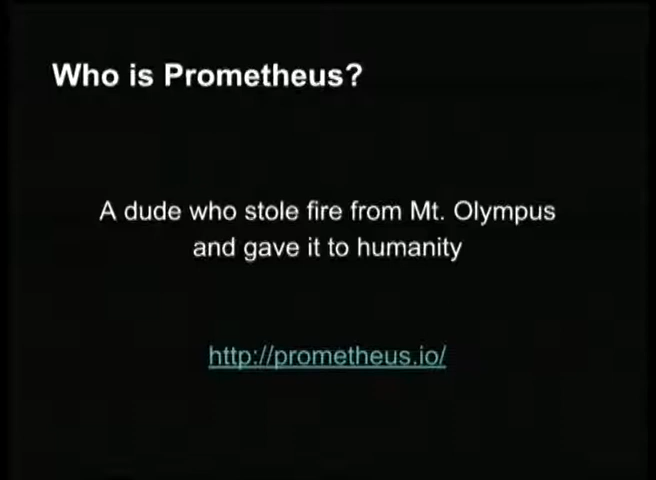 Who is Prometheus?
A dude who stole fire from Mt. Olympus
and gave it to humanity
http://prometheus.io/